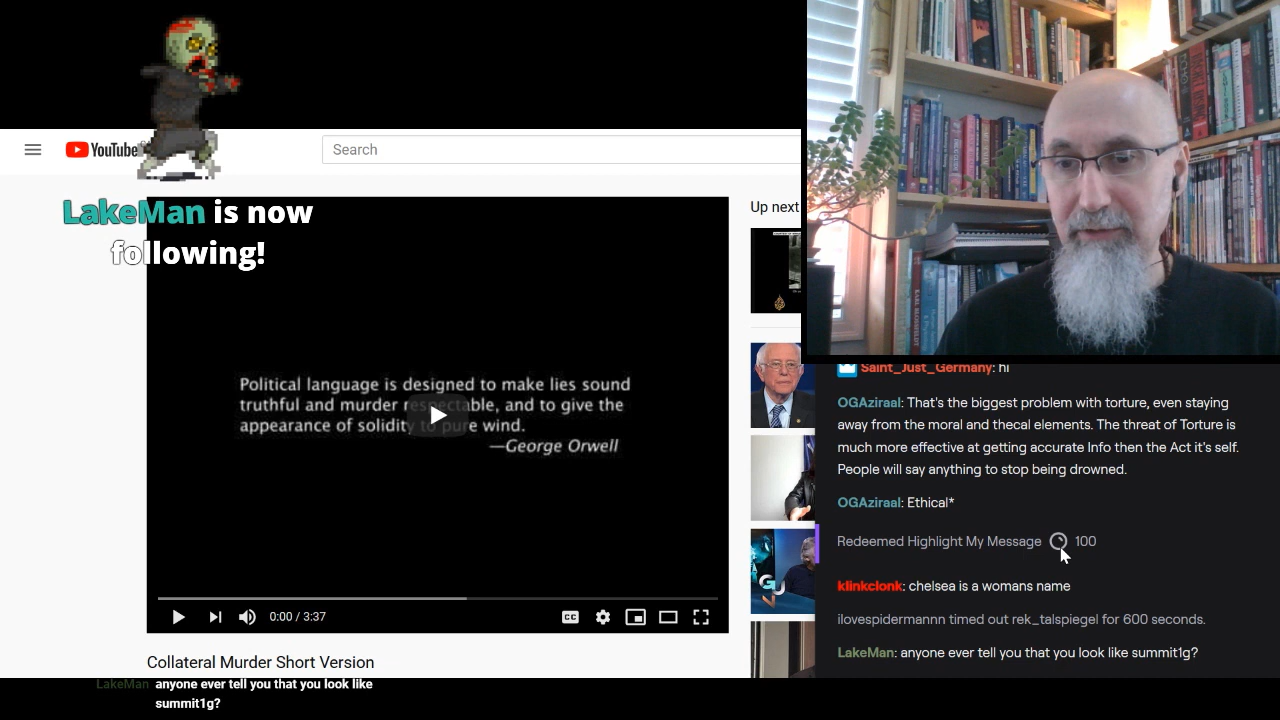 YouTube
Search
LakeMan is now
following!
Up next
Political language is designed to make lies sound
truthful and murder respectable, and to give the
appearance of solidity to pure wind.
—George Orwell
0:00 / 3:37
CC
Collateral Murder Short Version
LakeMan anyone ever tell you that you look like
summit1g?
Saint_Just_Germany: hi
OGAziraal: That's the biggest problem with torture, even staying
away from the moral and thecal elements. The threat of Torture is
much more effective at getting accurate Info then the Act it's self.
People will say anything to stop being drowned.
OGAziraal: Ethical*
Redeemed Highlight My Message 100
klinkclonk: chelsea is a womans name
ilovespidermannn timed out rek_talspiegel for 600 seconds.
LakeMan: anyone ever tell you that you look like summit1g?